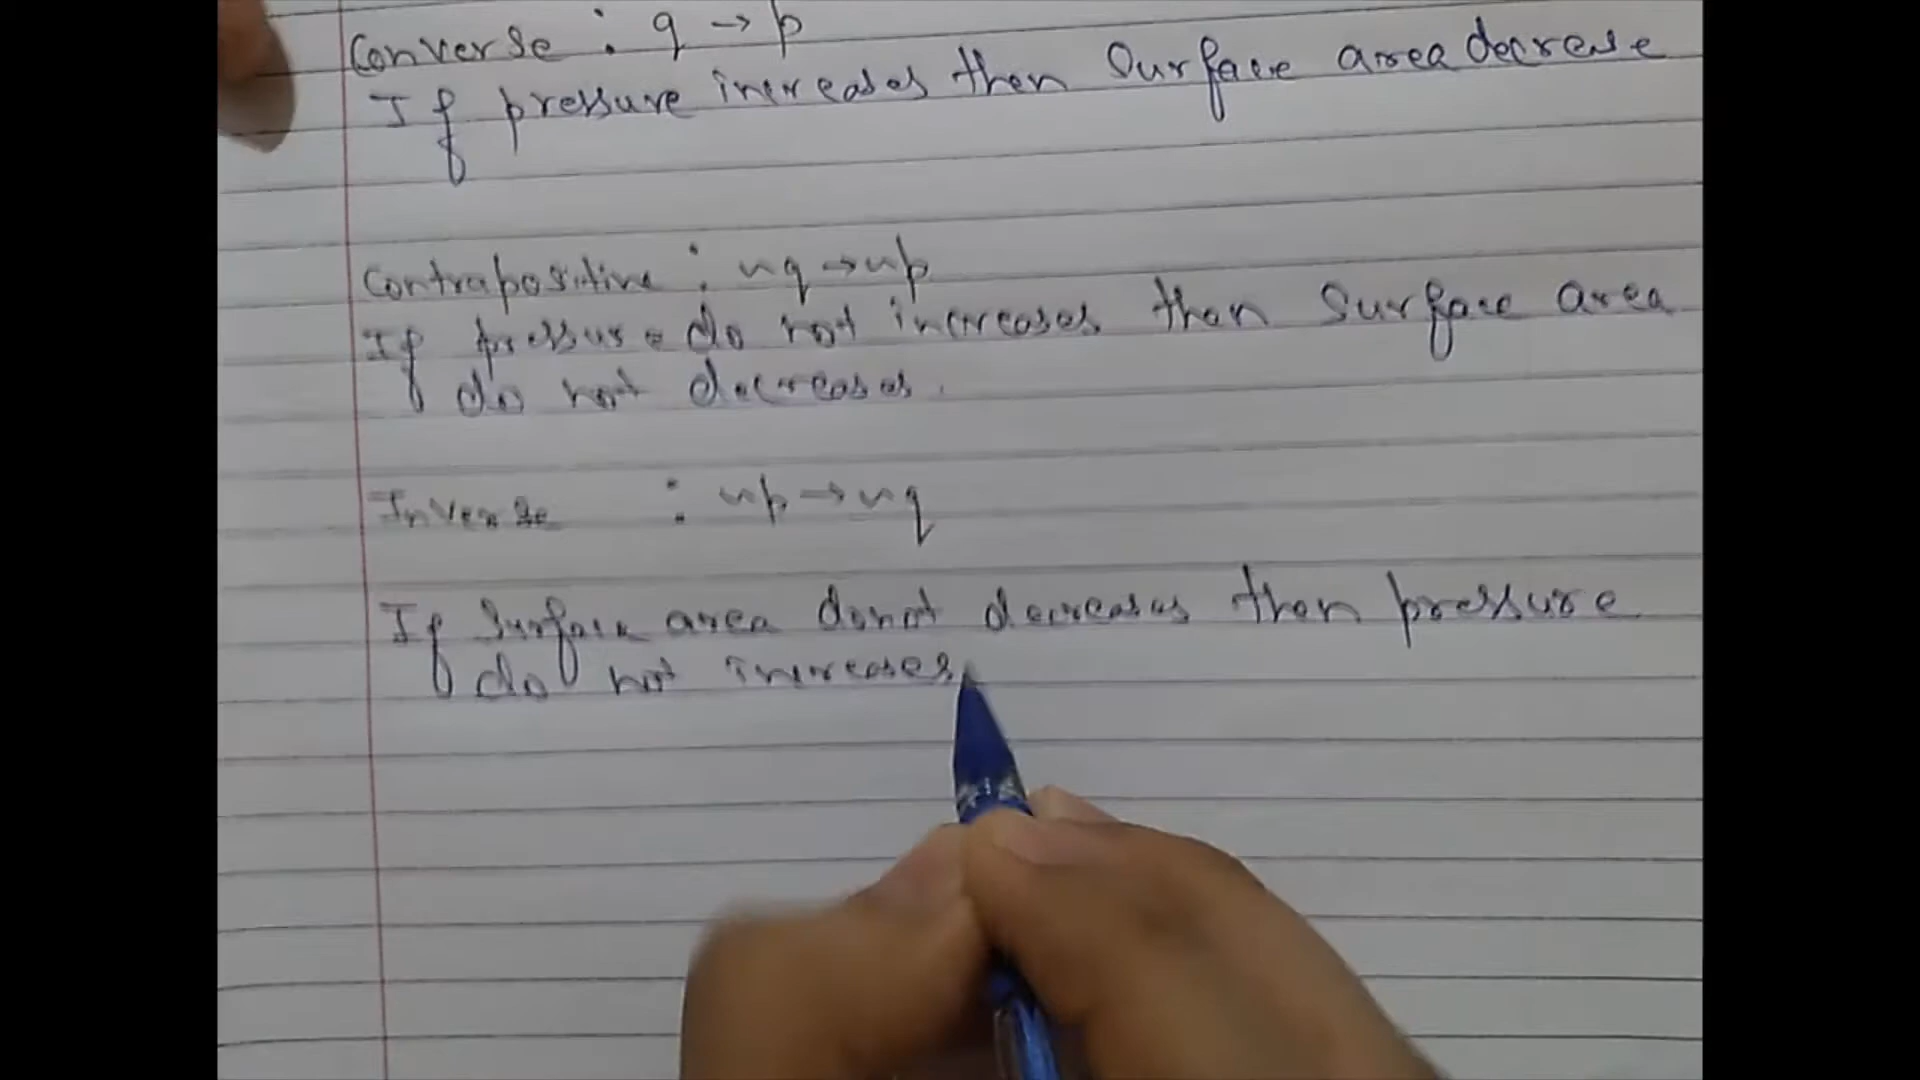 Converse : q → p
If pressure increases then Surface area decrease
Contrapositive : ~q → ~p
If pressure do not increases then Surface area
do not decreases.
Inverse : ~p → ~q
If Surface area do not decreases then pressure
do not increases.